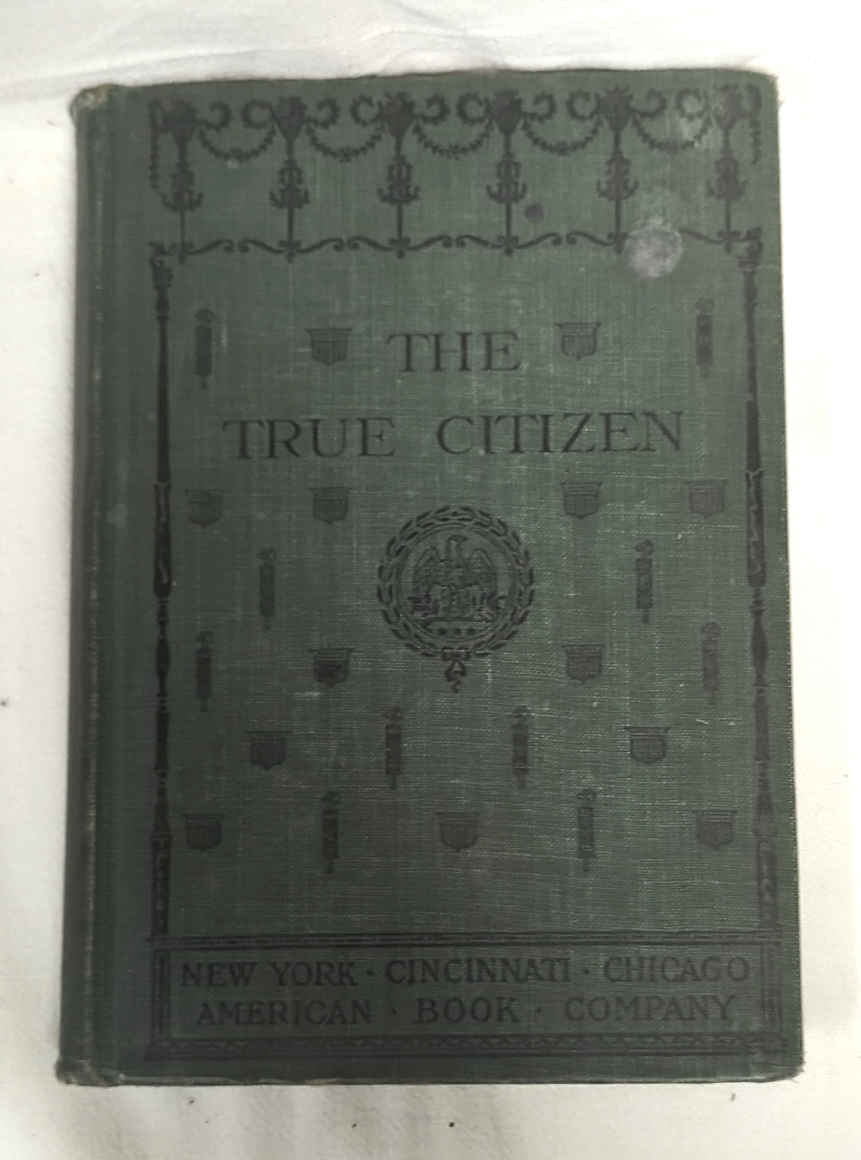 THE
TRUE CITIZEN
NEW YORK · CINCINNATI · CHICAGO
AMERICAN · BOOK · COMPANY